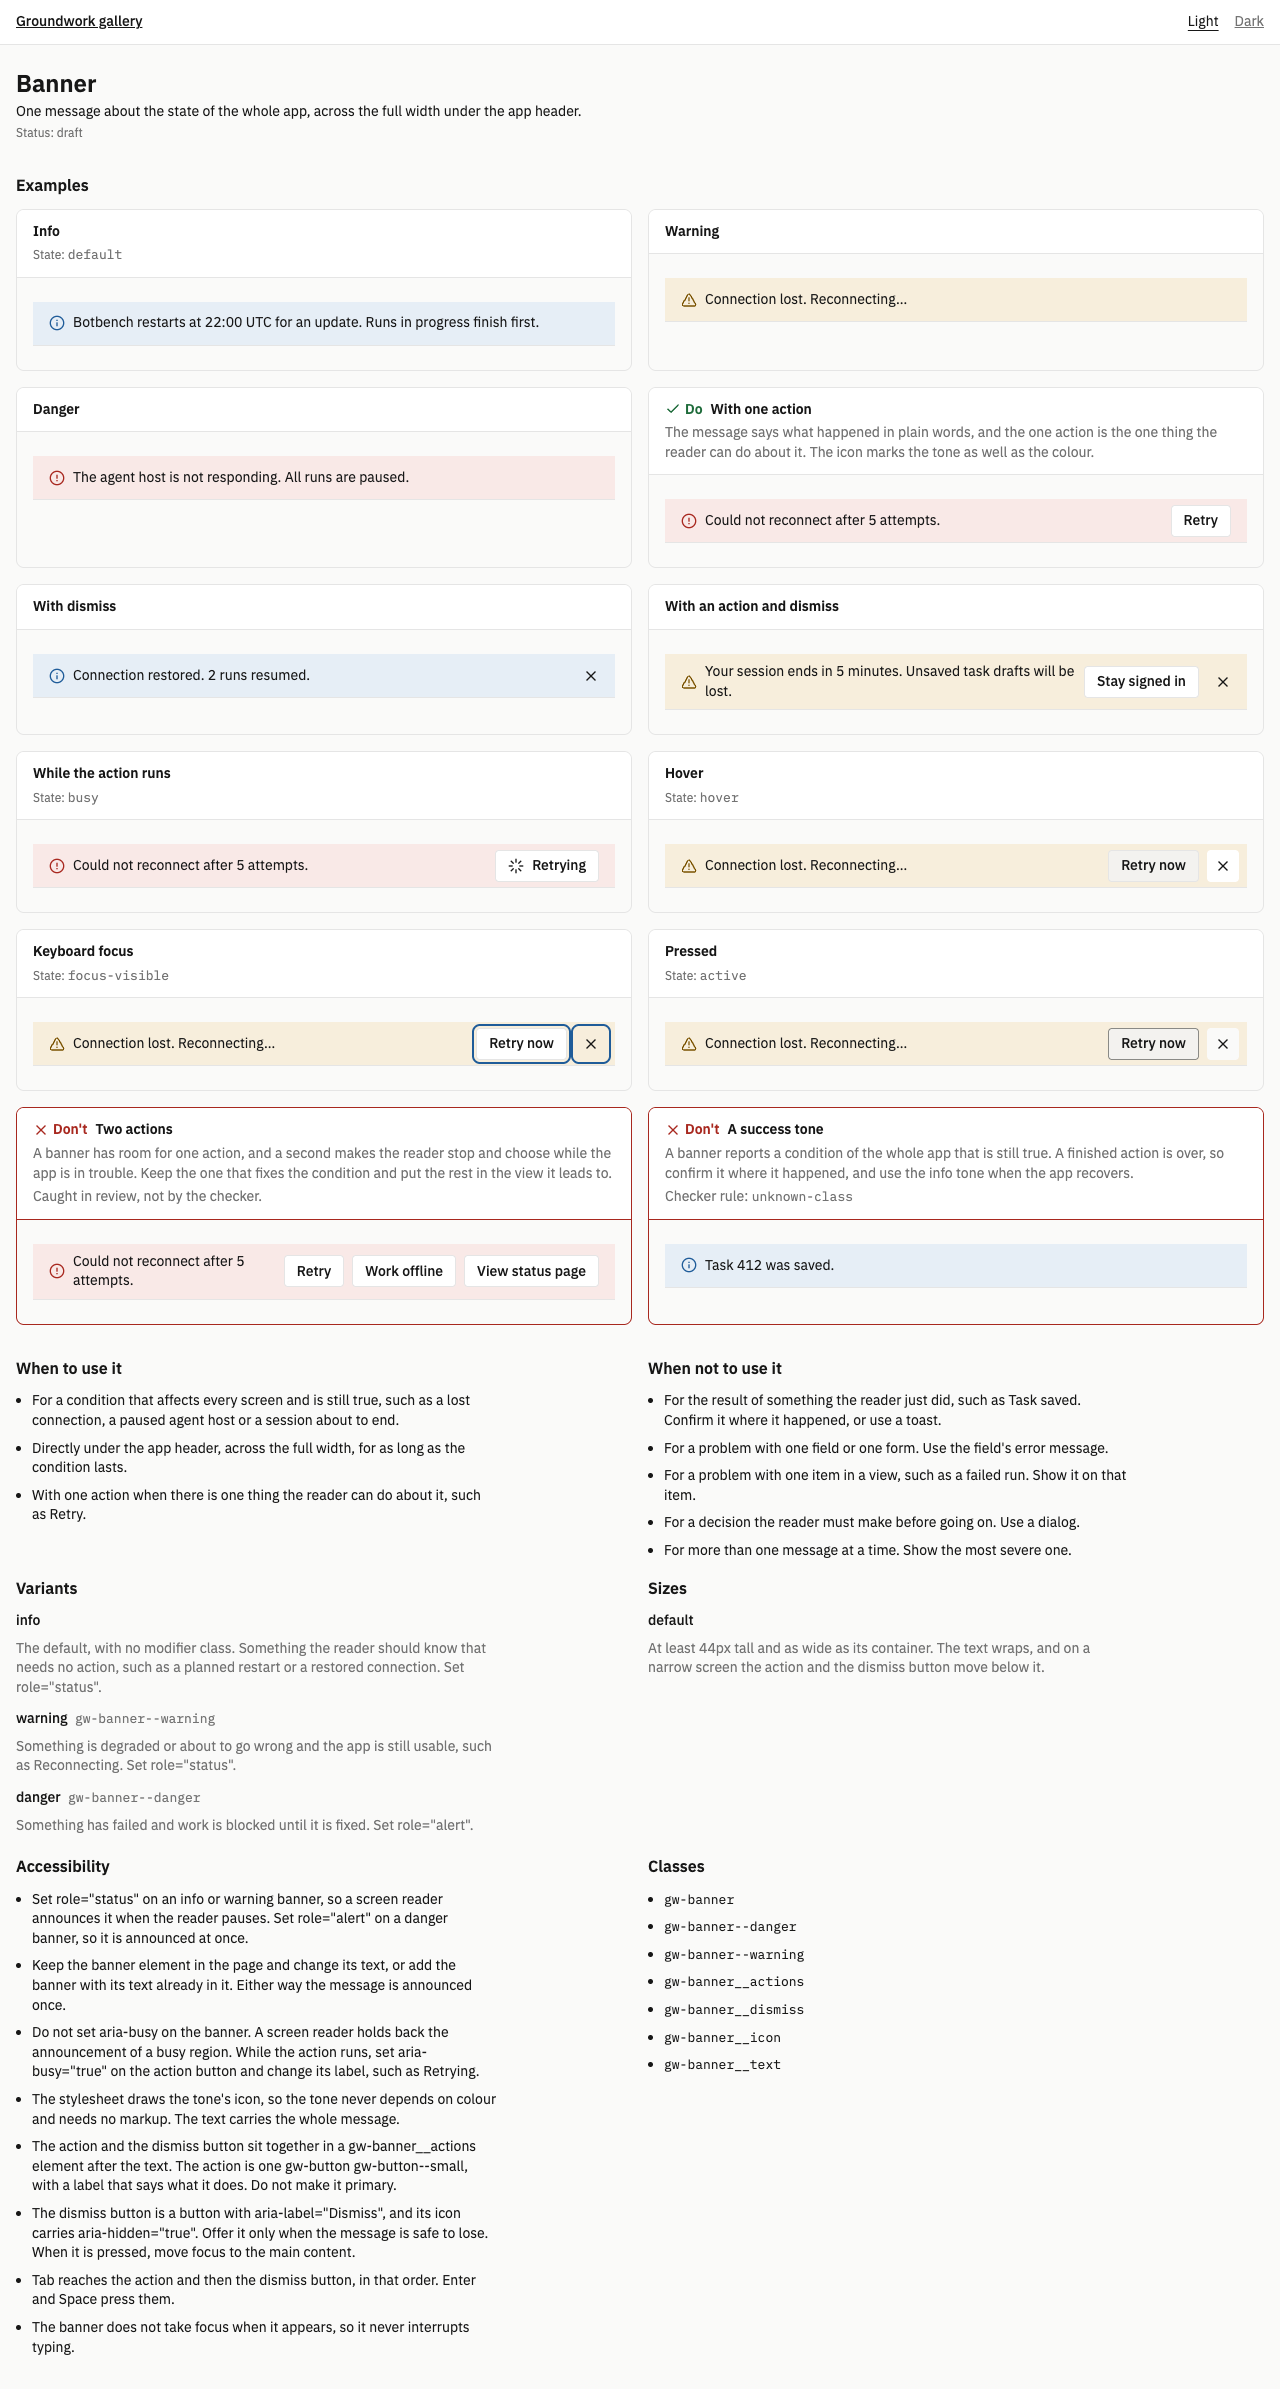 Groundwork gallery
Light Dark
Banner
One message about the state of the whole app, across the full width under the app header.
Status: draft
Examples
Info
State: default
Botbench restarts at 22:00 UTC for an update. Runs in progress finish first.
Warning
Connection lost. Reconnecting...
Danger
The agent host is not responding. All runs are paused.
Do With one action
The message says what happened in plain words, and the one action is the one thing the
reader can do about it. The icon marks the tone as well as the colour.
Could not reconnect after 5 attempts. Retry
With dismiss
Connection restored. 2 runs resumed.
With an action and dismiss
Your session ends in 5 minutes. Unsaved task drafts will be
lost.
Stay signed in
While the action runs
State: busy
Could not reconnect after 5 attempts. Retrying
Hover
State: hover
Connection lost. Reconnecting... Retry now
Keyboard focus
State: focus-visible
Connection lost. Reconnecting... Retry now
Pressed
State: active
Connection lost. Reconnecting... Retry now
Don't Two actions
A banner has room for one action, and a second makes the reader stop and choose while the
app is in trouble. Keep the one that fixes the condition and put the rest in the view it leads to.
Caught in review, not by the checker.
Could not reconnect after 5
attempts.
Retry Work offline View status page
Don't A success tone
A banner reports a condition of the whole app that is still true. A finished action is over, so
confirm it where it happened, and use the info tone when the app recovers.
Checker rule: unknown-class
Task 412 was saved.
When to use it
For a condition that affects every screen and is still true, such as a lost
connection, a paused agent host or a session about to end.
Directly under the app header, across the full width, for as long as the
condition lasts.
With one action when there is one thing the reader can do about it, such
as Retry.
When not to use it
For the result of something the reader just did, such as Task saved.
Confirm it where it happened, or use a toast.
For a problem with one field or one form. Use the field's error message.
For a problem with one item in a view, such as a failed run. Show it on that
item.
For a decision the reader must make before going on. Use a dialog.
For more than one message at a time. Show the most severe one.
Variants
info
The default, with no modifier class. Something the reader should know that
needs no action, such as a planned restart or a restored connection. Set
role="status".
warning gw-banner--warning
Something is degraded or about to go wrong and the app is still usable, such
as Reconnecting. Set role="status".
danger gw-banner--danger
Something has failed and work is blocked until it is fixed. Set role="alert".
Sizes
default
At least 44px tall and as wide as its container. The text wraps, and on a
narrow screen the action and the dismiss button move below it.
Accessibility
Set role="status" on an info or warning banner, so a screen reader
announces it when the reader pauses. Set role="alert" on a danger
banner, so it is announced at once.
Keep the banner element in the page and change its text, or add the
banner with its text already in it. Either way the message is announced
once.
Do not set aria-busy on the banner. A screen reader holds back the
announcement of a busy region. While the action runs, set aria-
busy="true" on the action button and change its label, such as Retrying.
The stylesheet draws the tone's icon, so the tone never depends on colour
and needs no markup. The text carries the whole message.
The action and the dismiss button sit together in a gw-banner__actions
element after the text. The action is one gw-button gw-button--small,
with a label that says what it does. Do not make it primary.
The dismiss button is a button with aria-label="Dismiss", and its icon
carries aria-hidden="true". Offer it only when the message is safe to lose.
When it is pressed, move focus to the main content.
Tab reaches the action and then the dismiss button, in that order. Enter
and Space press them.
The banner does not take focus when it appears, so it never interrupts
typing.
Classes
gw-banner
gw-banner--danger
gw-banner--warning
gw-banner__actions
gw-banner__dismiss
gw-banner__icon
gw-banner__text